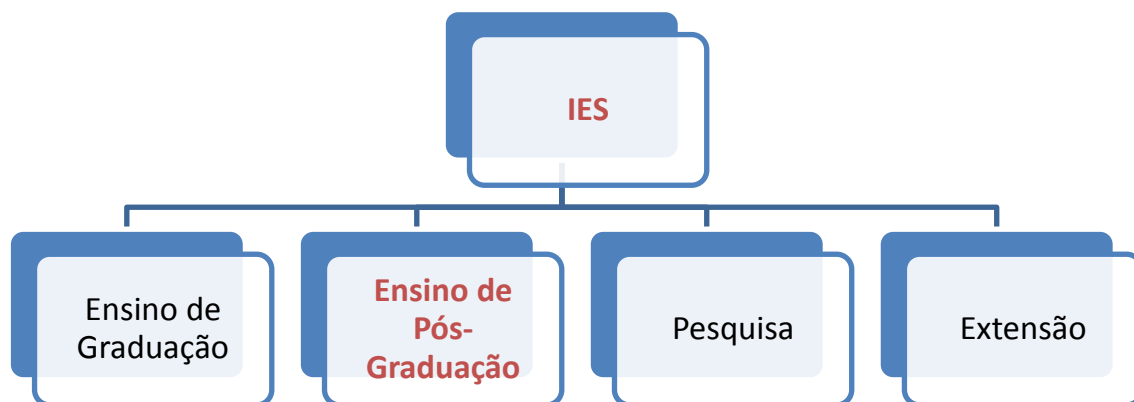 IES
Ensino de
Graduação
Ensino de
Pós-
Graduação
Pesquisa
Extensão